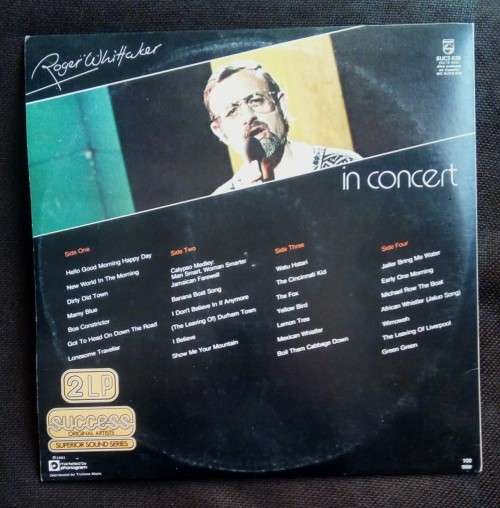 Roger Whittaker
PHILIPS
in concert
Side One
Hello Good Morning Happy Day
New World In The Morning
Dirty Old Town
Mamy Blue
Boa Constrictor
Got To Head On Down The Road
Lonesome Traveller
Side Two
Calypso Medley:
Man Smart, Woman Smarter
Jamaican Farewell
Banana Boat Song
I Don't Believe In If Anymore
(The Leaving Of) Durham Town
I Believe
Show Me Your Mountain
Side Three
Watu Hatari
The Cincinnati Kid
The Fox
Yellow Bird
Lemon Tree
Mexican Whistler
Boil Them Cabbage Down
Side Four
Jailer Bring Me Water
Early One Morning
Michael Row The Boat
African Whistler (Jatuo Song)
Wimoweh
The Leaving Of Liverpool
Green Green
2 LP
success
ORIGINAL ARTISTS
SUPERIOR SOUND SERIES
marketed by
phonogram